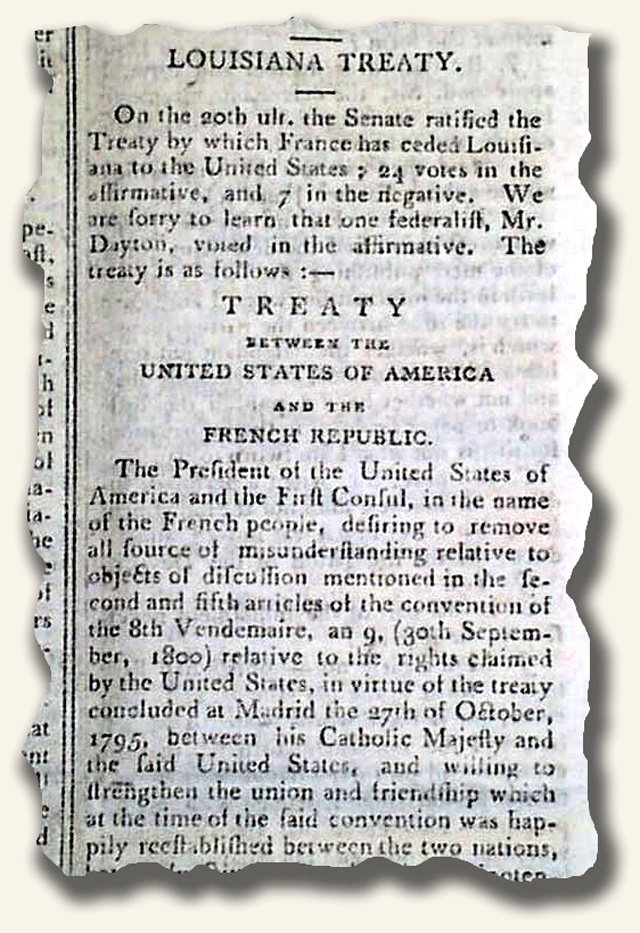 LOUISIANA TREATY.
On the 20th ult. the Senate ratified the
Treaty by which France has ceded Louiſi-
ana to the United States ; 24 votes in the
affirmative, and 7 in the negative. We
are ſorry to learn that one federaliſt, Mr.
Dayton, voted in the affirmative. The
treaty is as follows :—
TREATY
BETWEEN THE
UNITED STATES OF AMERICA
AND THE
FRENCH REPUBLIC.
The Preſident of the United States of
America and the Firſt Conſul, in the name
of the French people, deſiring to remove
all ſource of miſunderſtanding relative to
objects of diſcuſſion mentioned in the ſe-
cond and fifth articles of the convention of
the 8th Vendemaire, an 9, (30th Septem-
ber, 1800) relative to the rights claimed
by the United States, in virtue of the treaty
concluded at Madrid the 27th of October,
1795, between his Catholic Majeſty and
the ſaid United States, and willing to
ſtrengthen the union and friendſhip which
at the time of the ſaid convention was hap-
pily reeſtabliſhed between the two nations,